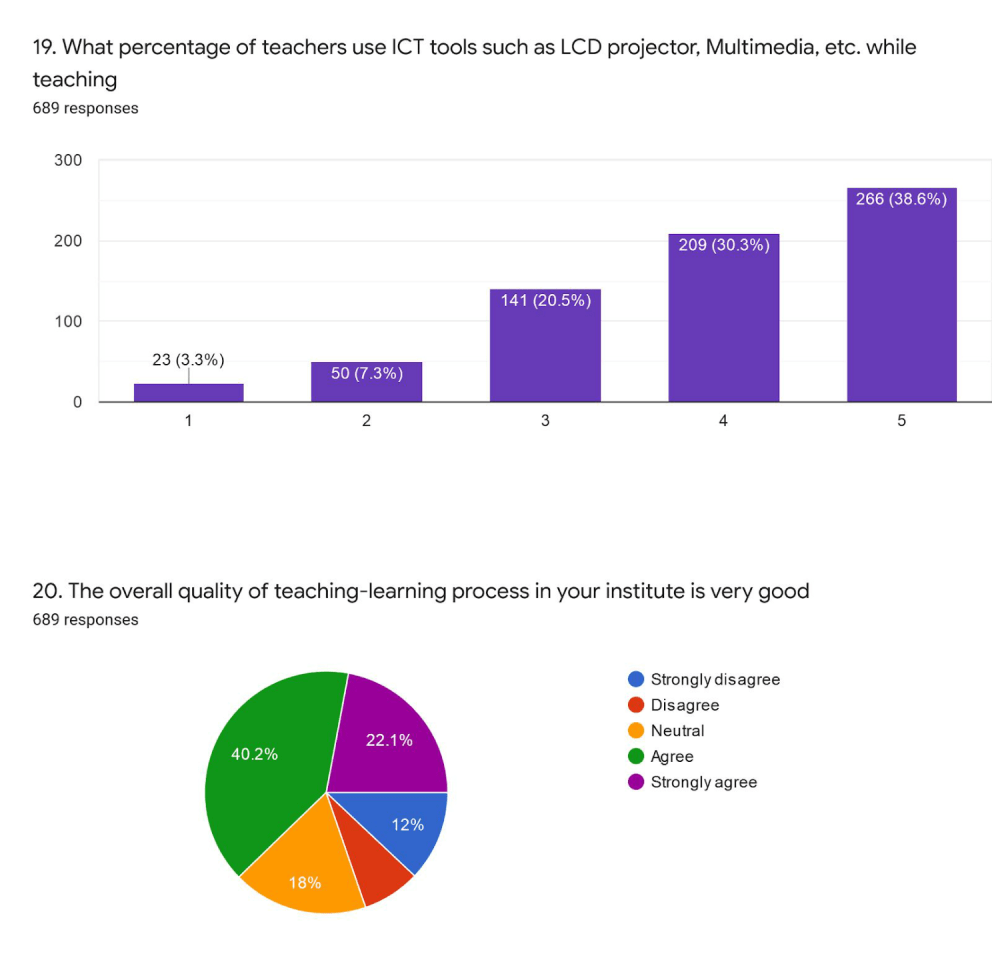 19. What percentage of teachers use ICT tools such as LCD projector, Multimedia, etc. while
teaching
689 responses
300
200
100
0
23 (3.3%)
50 (7.3%)
141 (20.5%)
209 (30.3%)
266 (38.6%)
1
2
3
4
5
20. The overall quality of teaching-learning process in your institute is very good
689 responses
40.2%
22.1%
12%
18%
Strongly disagree
Disagree
Neutral
Agree
Strongly agree